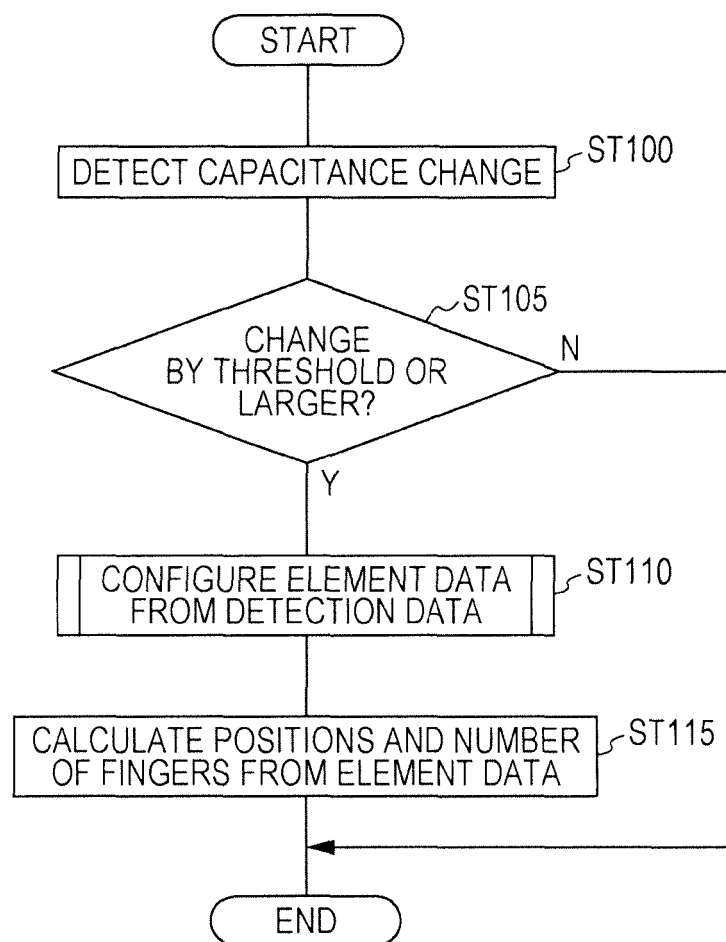 START
DETECT CAPACITANCE CHANGE
ST100
ST105
CHANGE
BY THRESHOLD OR
LARGER?
N
Y
CONFIGURE ELEMENT DATA
FROM DETECTION DATA
ST110
CALCULATE POSITIONS AND NUMBER
OF FINGERS FROM ELEMENT DATA
ST115
END